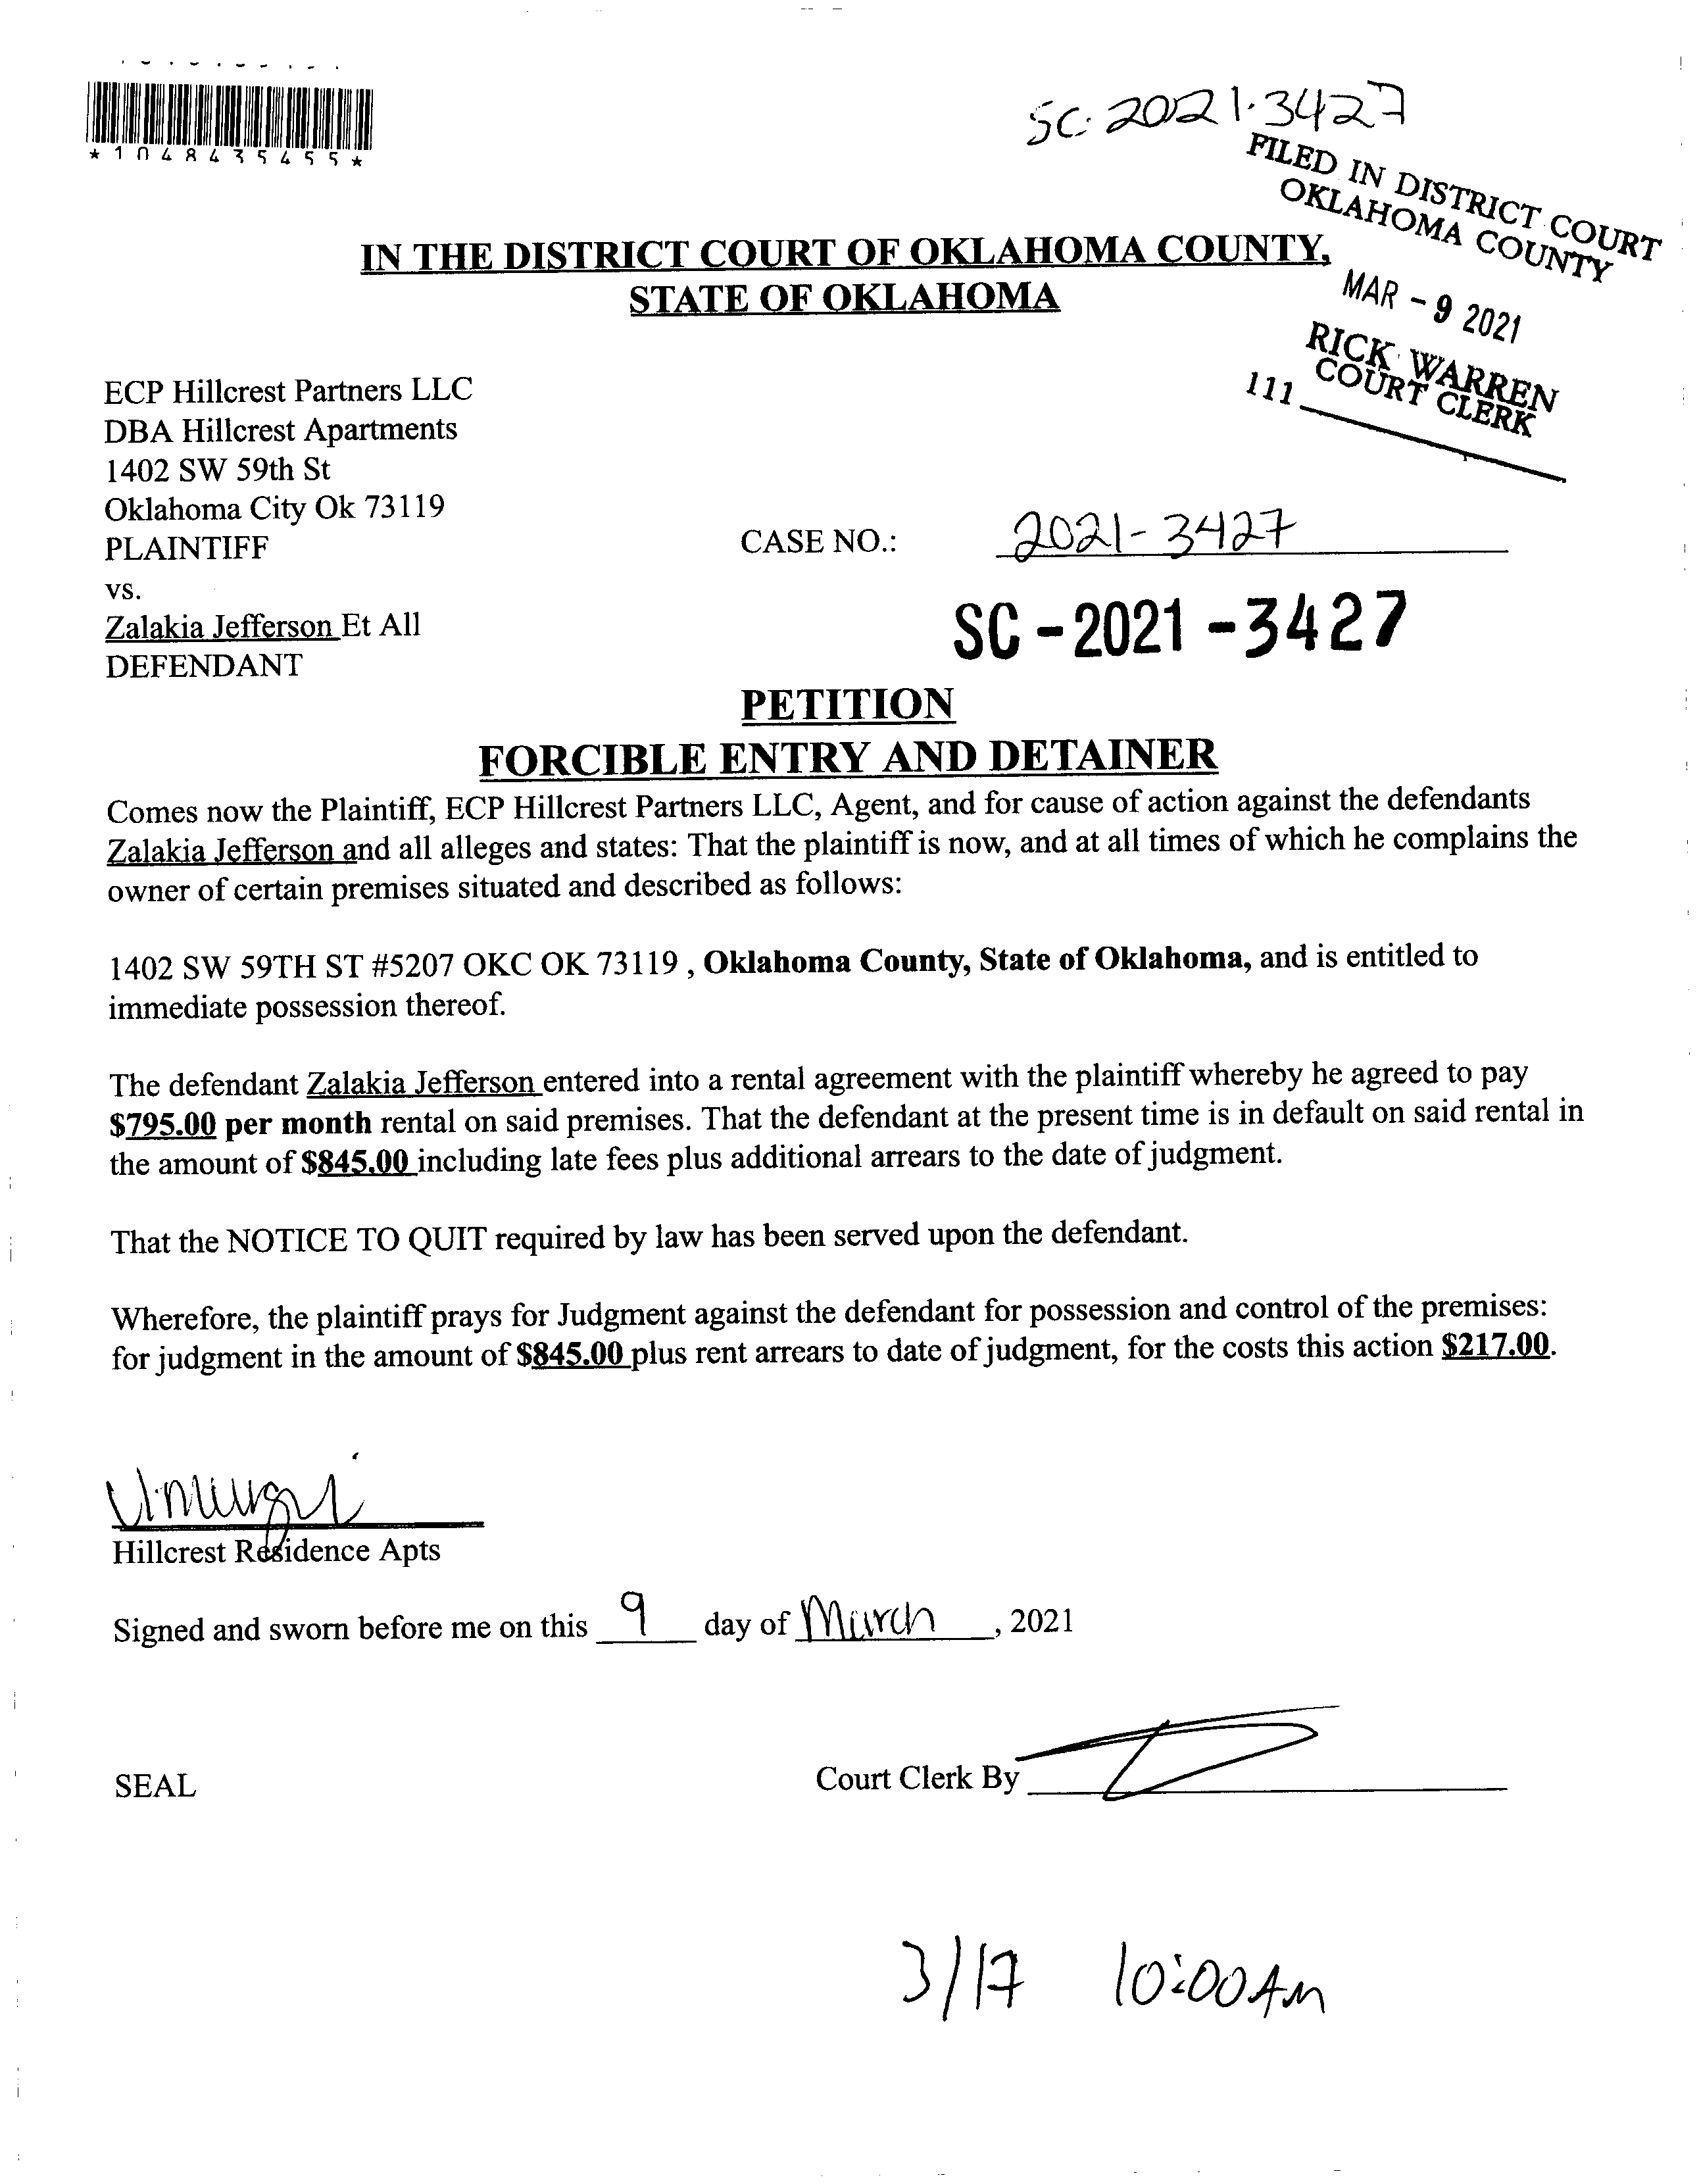 *1048435455*
SC-2021-3427
FILED IN DISTRICT COURT
OKLAHOMA COUNTY
MAR -9 2021
RICK WARREN
COURT CLERK
111
IN THE DISTRICT COURT OF OKLAHOMA COUNTY,
STATE OF OKLAHOMA
ECP Hillcrest Partners LLC
DBA Hillcrest Apartments
1402 SW 59th St
Oklahoma City Ok 73119
PLAINTIFF
CASE NO.: 2021-3427
vs.
Zalakia Jefferson Et All
SC-2021-3427
DEFENDANT
PETITION
FORCIBLE ENTRY AND DETAINER
Comes now the Plaintiff, ECP Hillcrest Partners LLC, Agent, and for cause of action against the defendants
Zalakia Jefferson and all alleges and states: That the plaintiff is now, and at all times of which he complains the
owner of certain premises situated and described as follows:
1402 SW 59TH ST #5207 OKC OK 73119 , Oklahoma County, State of Oklahoma, and is entitled to
immediate possession thereof.
The defendant Zalakia Jefferson entered into a rental agreement with the plaintiff whereby he agreed to pay
$795.00 per month rental on said premises. That the defendant at the present time is in default on said rental in
the amount of $845.00 including late fees plus additional arrears to the date of judgment.
That the NOTICE TO QUIT required by law has been served upon the defendant.
Wherefore, the plaintiff prays for Judgment against the defendant for possession and control of the premises:
for judgment in the amount of $845.00 plus rent arrears to date of judgment, for the costs this action $217.00.
Hillcrest Residence Apts
Signed and sworn before me on this 9 day of March, 2021
SEAL
Court Clerk By
3/17 10:00AM